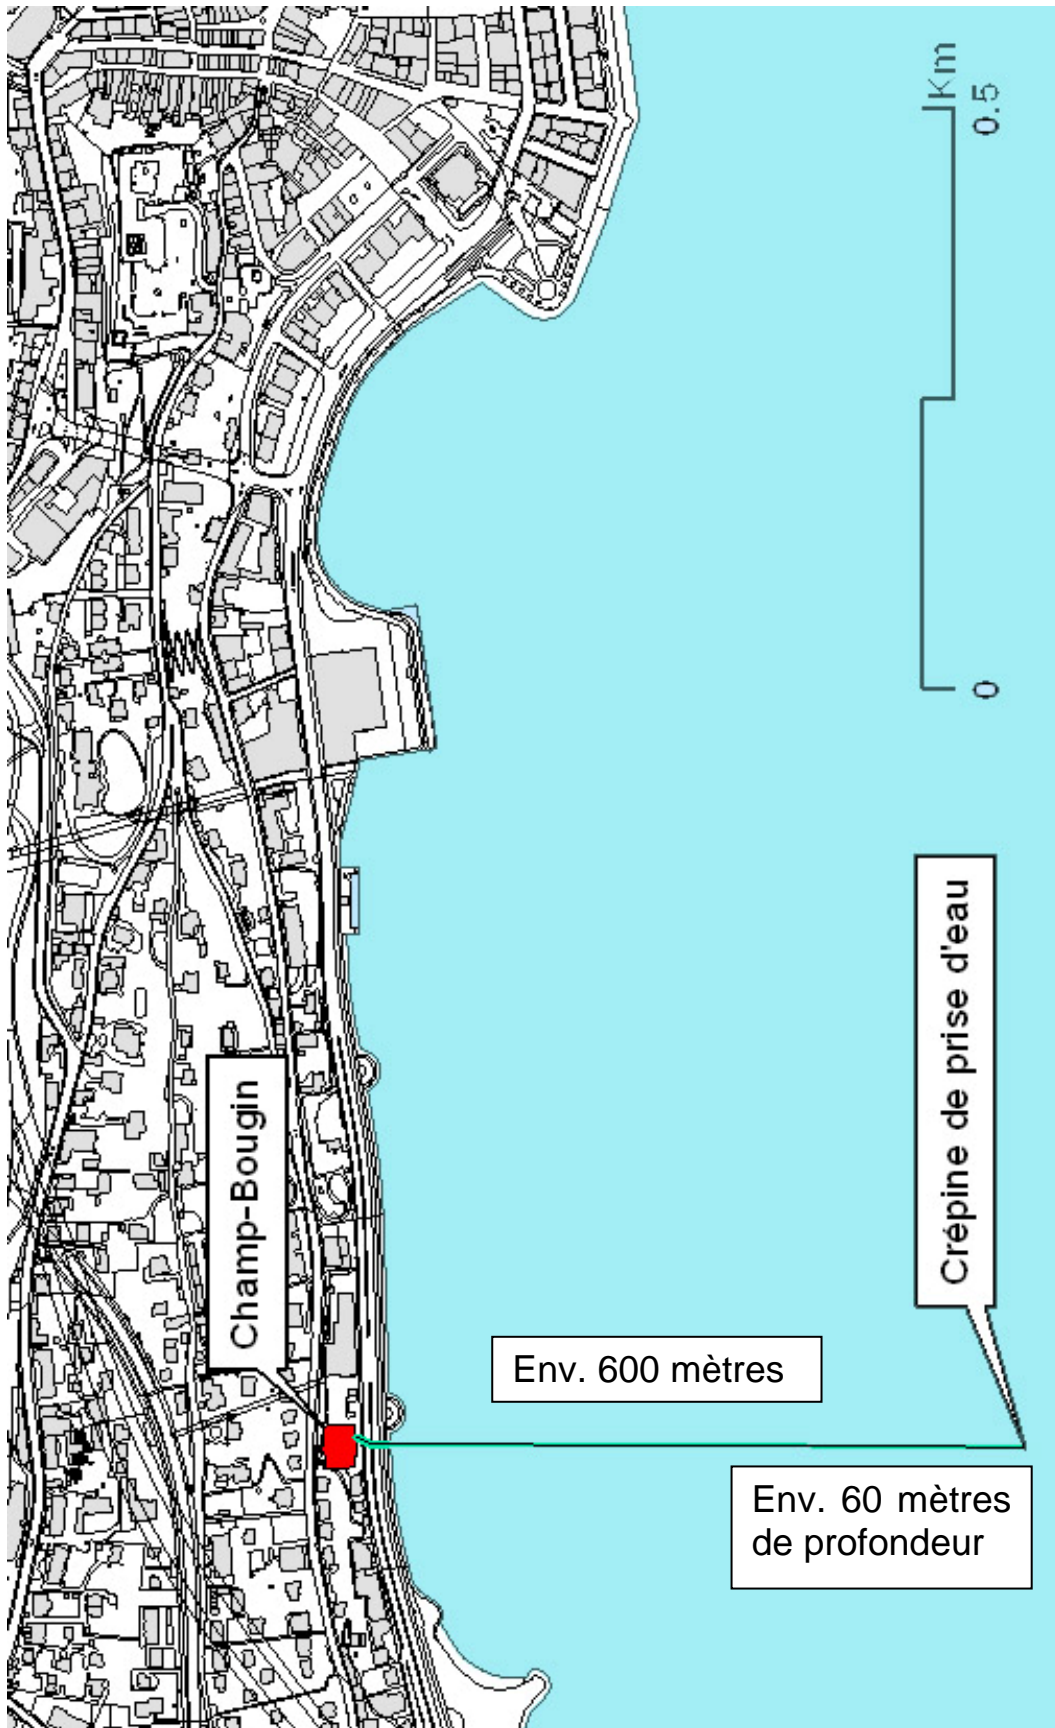 Km
0.5
0
Champ-Bougin
Crépine de prise d'eau
Env. 600 mètres
Env. 60 mètres
de profondeur